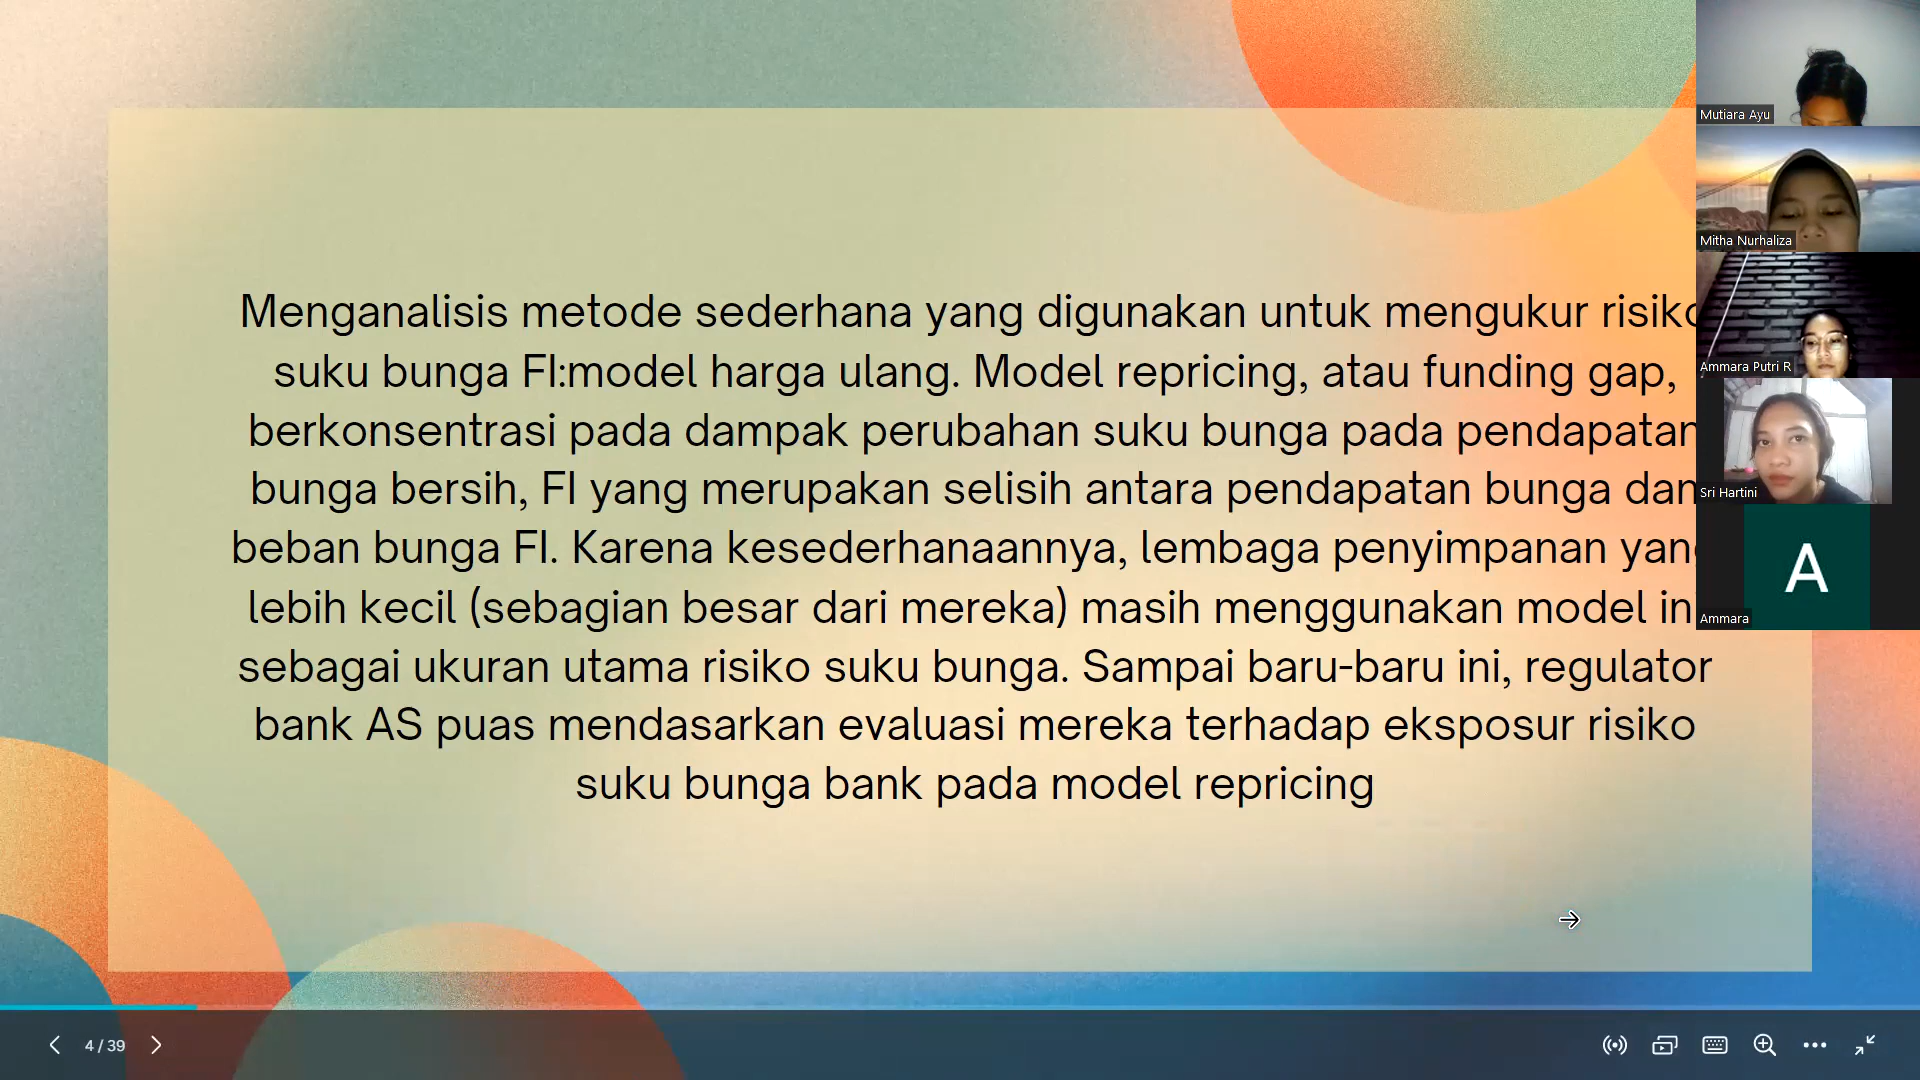 Menganalisis metode sederhana yang digunakan untuk mengukur risiko
suku bunga FI:model harga ulang. Model repricing, atau funding gap,
berkonsentrasi pada dampak perubahan suku bunga pada pendapatan
bunga bersih, FI yang merupakan selisih antara pendapatan bunga dan
beban bunga FI. Karena kesederhanaannya, lembaga penyimpanan yang
lebih kecil (sebagian besar dari mereka) masih menggunakan model ini
sebagai ukuran utama risiko suku bunga. Sampai baru-baru ini, regulator
bank AS puas mendasarkan evaluasi mereka terhadap eksposur risiko
suku bunga bank pada model repricing
Mutiara Ayu
Mitha Nurhaliza
Ammara Putri R
Sri Hartini
A
Ammara
4 / 39